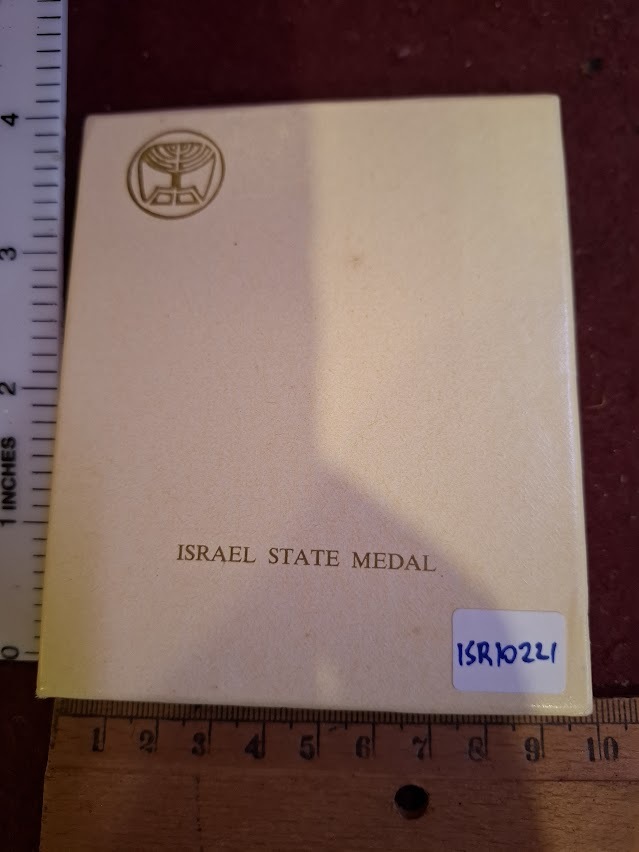 4
3
2
1 INCHES
0
ISRAEL STATE MEDAL
ISR10221
1 2 3 4 5 6 7 8 9 10